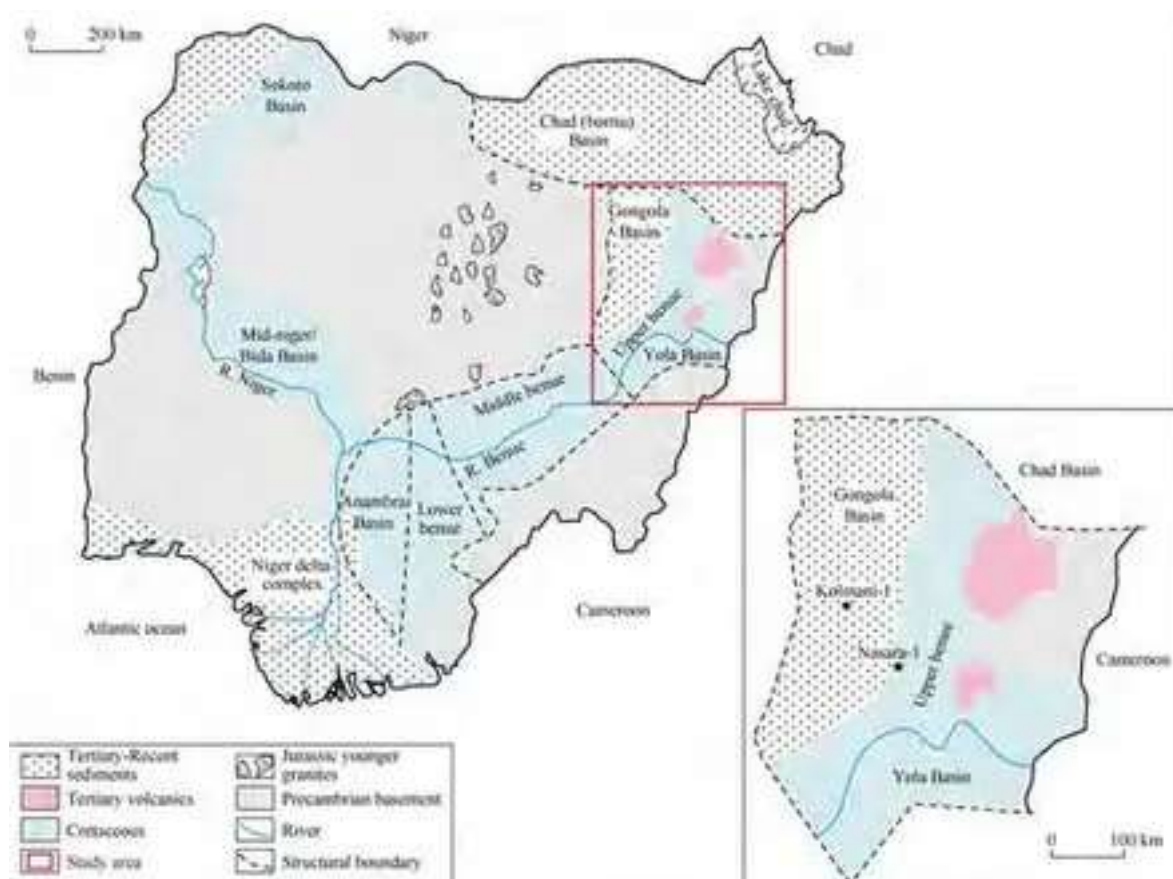 0 200 km
Niger
Chad
Lake chad
Sokoto
Basin
Chad (bornu)
Basin
Gongola
Basin
Upper benue
Yola Basin
Mid-niger/
Bida Basin
R. Niger
Benin
Middle benue
R. Benue
Anambra
Basin
Lower
benue
Niger delta
complex
Cameroon
Atlantic ocean
Chad Basin
Gongola
Basin
Kolmani-1
Nasara-1
Upper benue
Cameroon
Yola Basin
0 100 km
Tertiary-Recent
sediments
Jurassic younger
granites
Tertiary volcanics
Precambrian basement
Cretaceous
River
Study area
Structural boundary